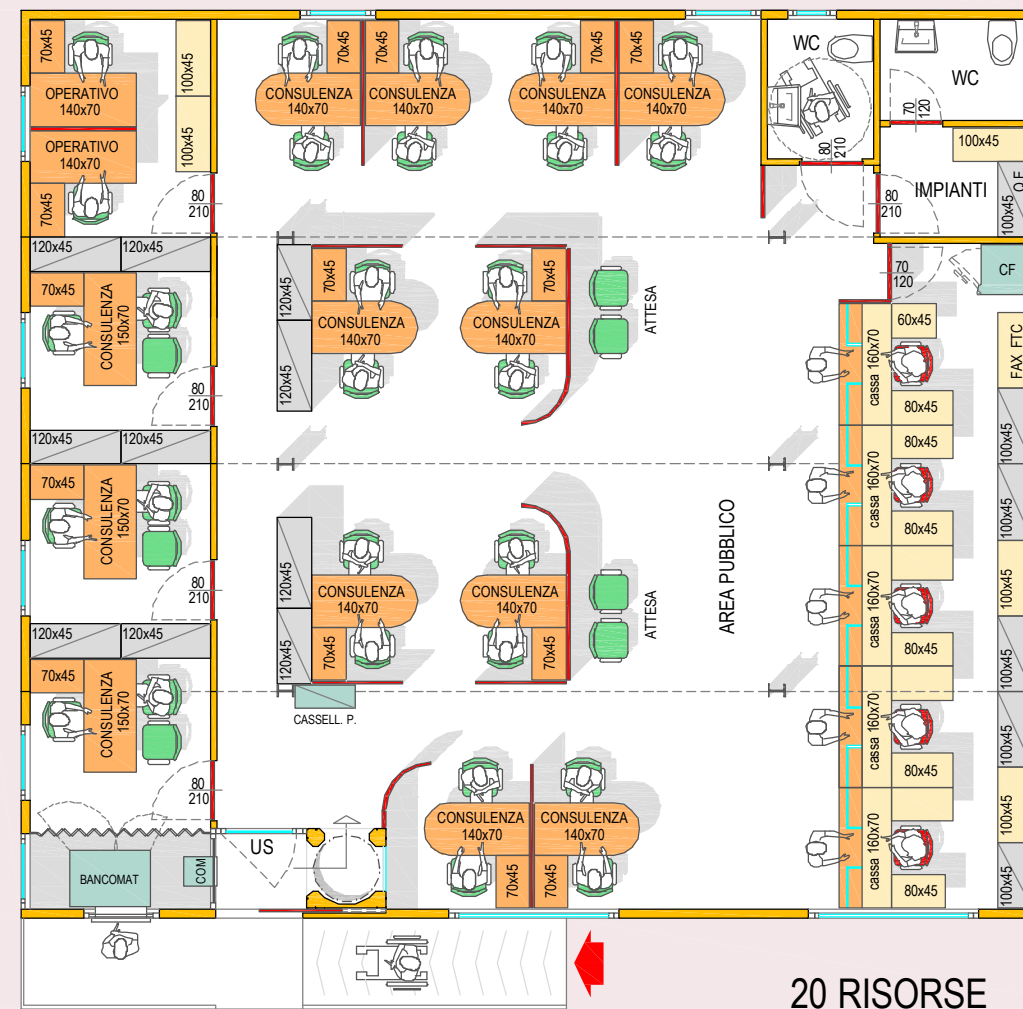 70x45
OPERATIVO
140x70
100x45
100x45
OPERATIVO
140x70
70x45
80
210
70x45
70x45
CONSULENZA
140x70
CONSULENZA
140x70
70x45
70x45
CONSULENZA
140x70
CONSULENZA
140x70
WC
80
210
WC
70
120
100x45
IMPIANTI
80
210
100x45
Q.E.
120x45
120x45
70x45
CONSULENZA
150x70
80
210
120x45
120x45
70x45
CONSULENZA
140x70
70x45
CONSULENZA
140x70
ATTESA
70
120
CF
60x45
FAX FTC
cassa 160x70
80x45
120x45
120x45
70x45
CONSULENZA
150x70
80
210
80x45
cassa 160x70
80x45
100x45
100x45
120x45
120x45
CONSULENZA
140x70
70x45
CONSULENZA
140x70
70x45
ATTESA
AREA PUBBLICO
cassa 160x70
80x45
100x45
100x45
120x45
120x45
70x45
CONSULENZA
150x70
80
210
CASSELL. P.
cassa 160x70
80x45
100x45
100x45
CONSULENZA
140x70
CONSULENZA
140x70
70x45
70x45
cassa 160x70
80x45
100x45
BANCOMAT
COM
US
20 RISORSE